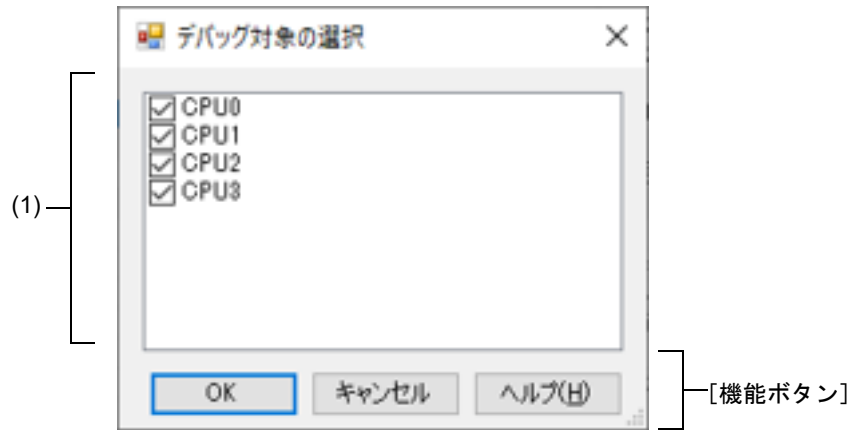 デバッグ対象の選択
CPU0
CPU1
CPU2
CPU3
(1)
OK
キャンセル
ヘルプ(H)
[機能ボタン]